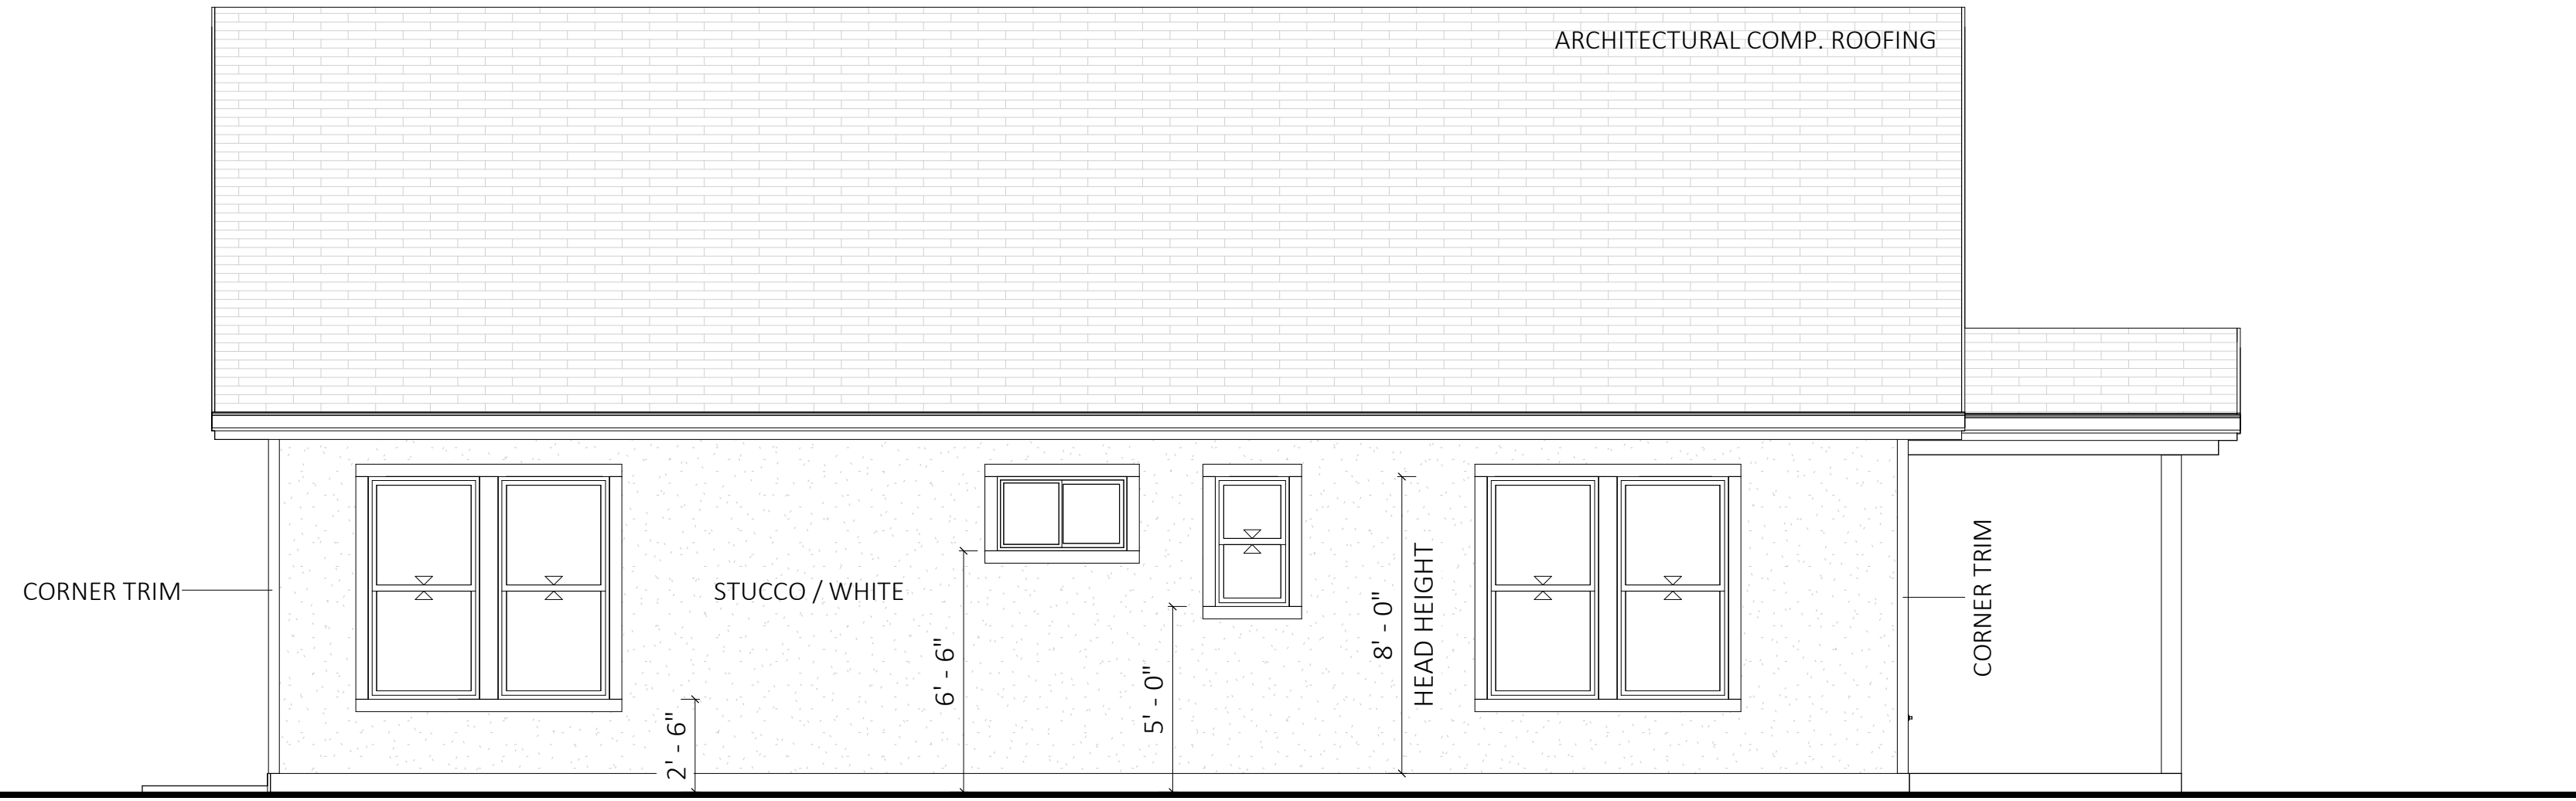 ARCHITECTURAL COMP. ROOFING
CORNER TRIM
STUCCO / WHITE
2' - 6"
6' - 6"
5' - 0"
8' - 0"
HEAD HEIGHT
CORNER TRIM